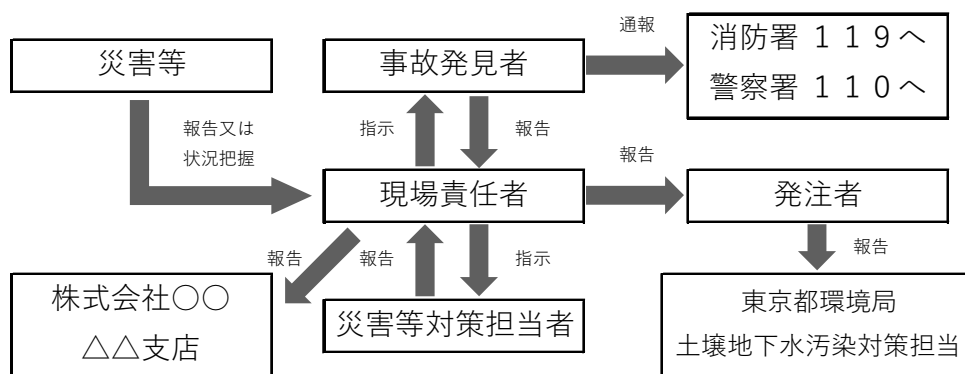 災害等
事故発見者
通報
消防署 １１９へ
警察署 １１０へ
報告又は
状況把握
指示
報告
現場責任者
報告
発注者
報告
報告
報告
指示
株式会社○○
△△支店
災害等対策担当者
東京都環境局
土壌地下水汚染対策担当